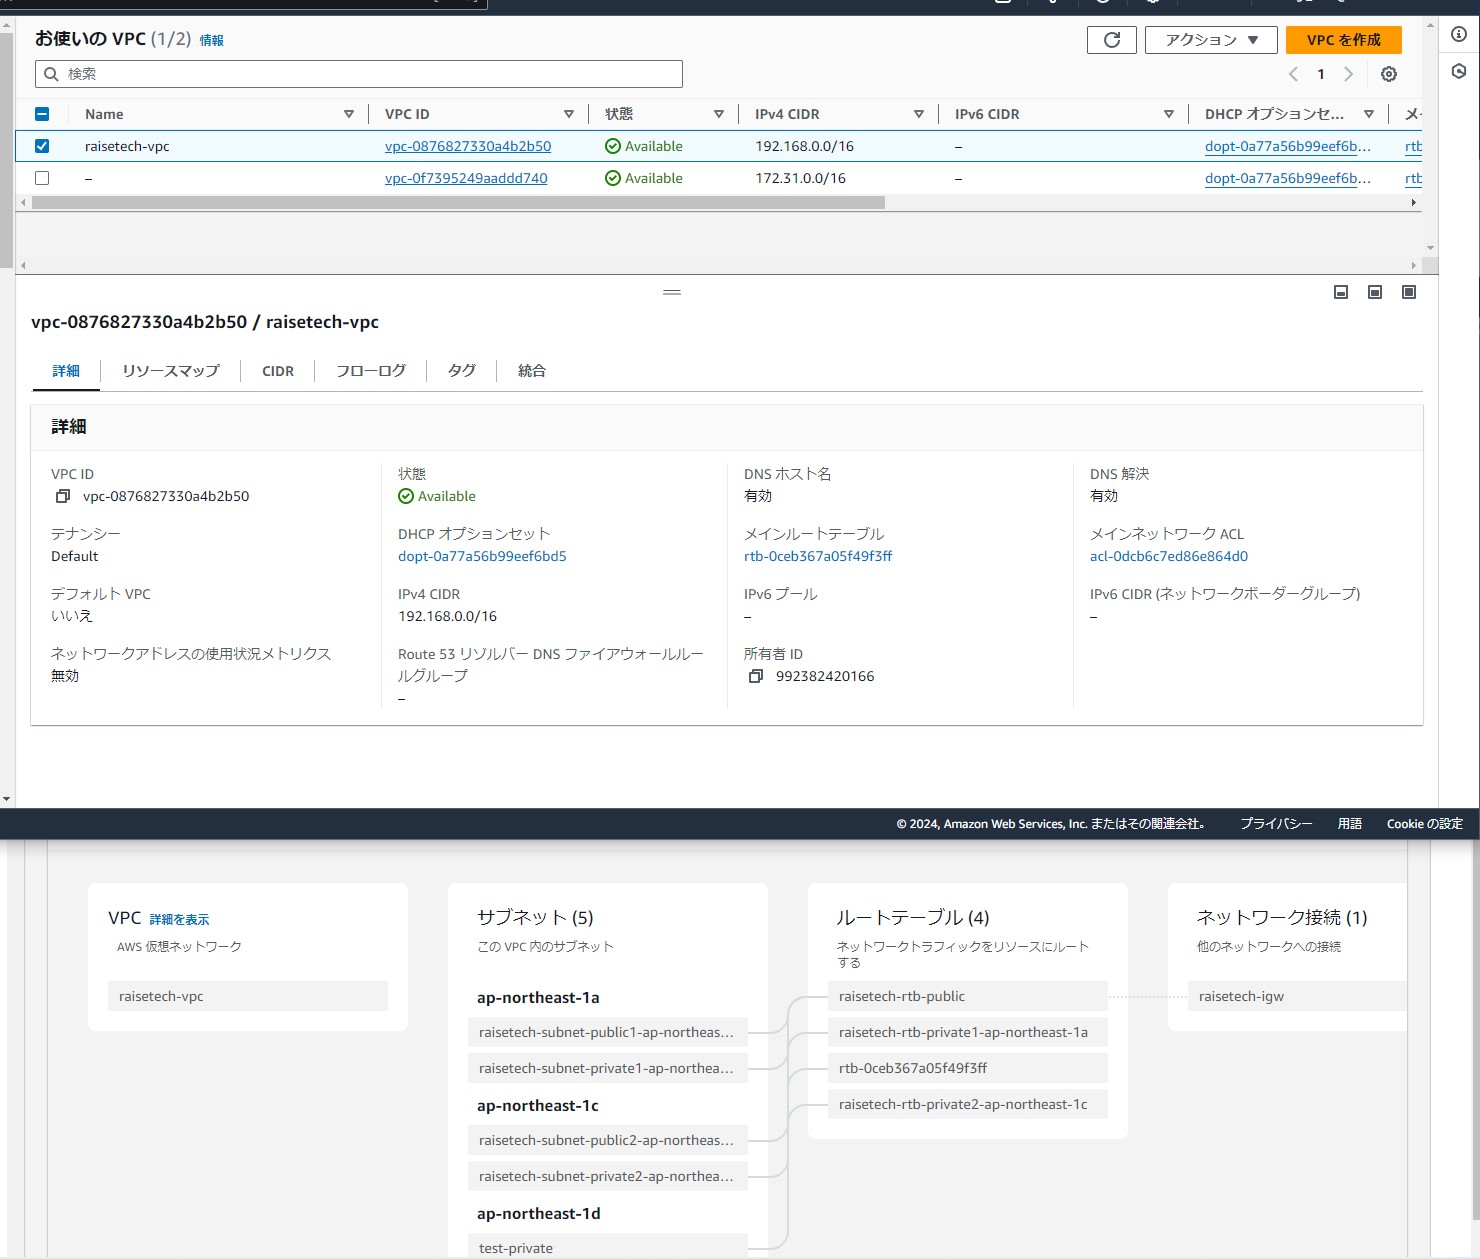 お使いの VPC (1/2) 情報
アクション
VPC を作成
検索
1
Name VPC ID 状態 IPv4 CIDR IPv6 CIDR DHCP オプションセ...
raisetech-vpc vpc-0876827330a4b2b50 Available 192.168.0.0/16 – dopt-0a77a56b99eef6b... rtb
– vpc-0f7395249aaddd740 Available 172.31.0.0/16 – dopt-0a77a56b99eef6b... rtb
vpc-0876827330a4b2b50 / raisetech-vpc
詳細 リソースマップ CIDR フローログ タグ 統合
詳細
VPC ID
vpc-0876827330a4b2b50
状態
Available
DNS ホスト名
有効
DNS 解決
有効
テナンシー
Default
DHCP オプションセット
dopt-0a77a56b99eef6bd5
メインルートテーブル
rtb-0ceb367a05f49f3ff
メインネットワーク ACL
acl-0dcb6c7ed86e864d0
デフォルト VPC
いいえ
IPv4 CIDR
192.168.0.0/16
IPv6 プール
–
IPv6 CIDR (ネットワークボーダーグループ)
–
ネットワークアドレスの使用状況メトリクス
無効
Route 53 リゾルバー DNS ファイアウォールルー
ルグループ
–
所有者 ID
992382420166
© 2024, Amazon Web Services, Inc. またはその関連会社。 プライバシー 用語 Cookie の設定
VPC 詳細を表示
AWS 仮想ネットワーク
raisetech-vpc
サブネット (5)
この VPC 内のサブネット
ap-northeast-1a
raisetech-subnet-public1-ap-northeas...
raisetech-subnet-private1-ap-northea...
ap-northeast-1c
raisetech-subnet-public2-ap-northeas...
raisetech-subnet-private2-ap-northea...
ap-northeast-1d
test-private
ルートテーブル (4)
ネットワークトラフィックをリソースにルート
する
raisetech-rtb-public
raisetech-rtb-private1-ap-northeast-1a
rtb-0ceb367a05f49f3ff
raisetech-rtb-private2-ap-northeast-1c
ネットワーク接続 (1)
他のネットワークへの接続
raisetech-igw